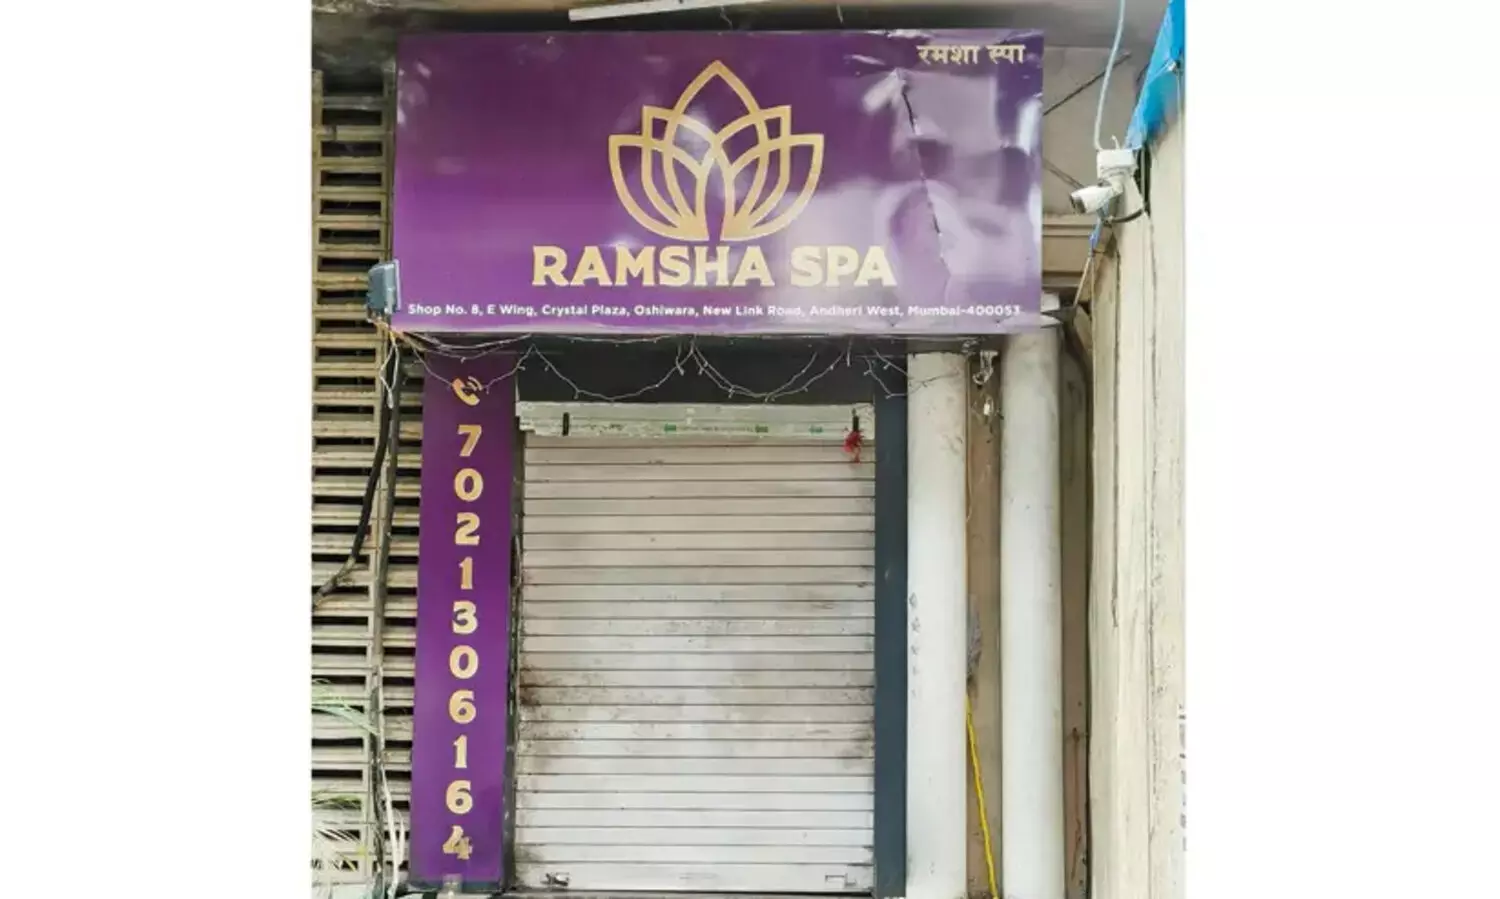 रमशा स्पा
RAMSHA SPA
Shop No. 8, E Wing, Crystal Plaza, Oshiwara, New Link Road, Andheri West, Mumbai-400053
7021306164